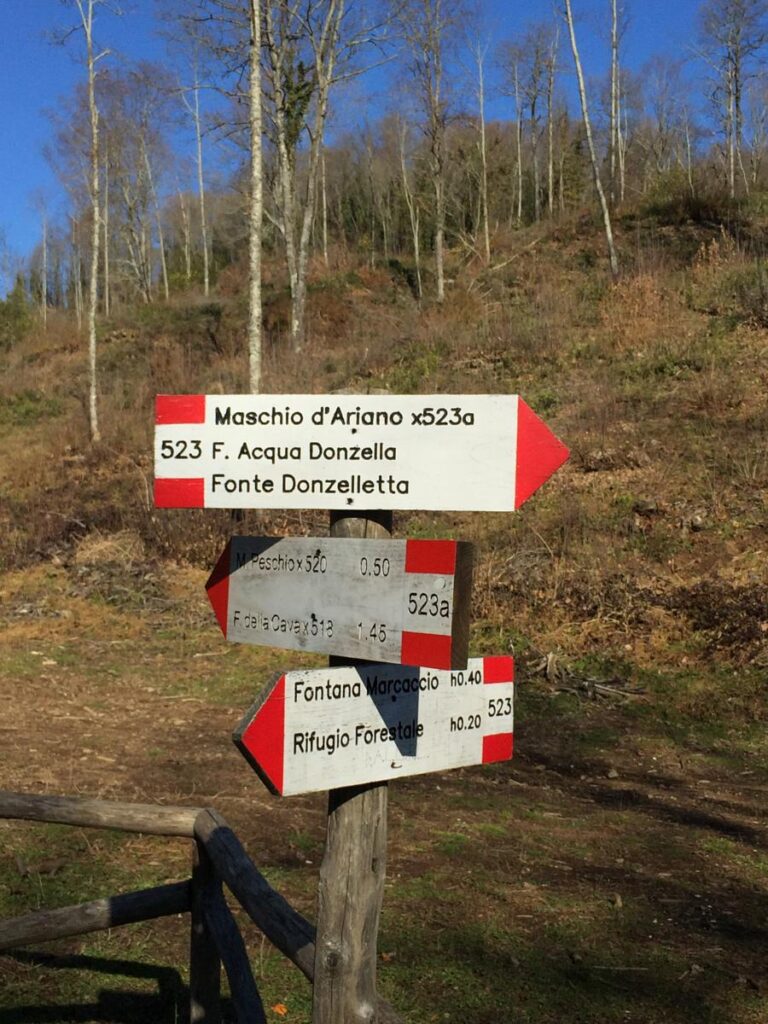 Maschio d'Ariano x523a
523 F. Acqua Donzella
Fonte Donzelletta
M. Peschio x520 0.50
523a
F. della Cava x518 1.45
Fontana Marcaccio h0.40
523
Rifugio Forestale h0.20